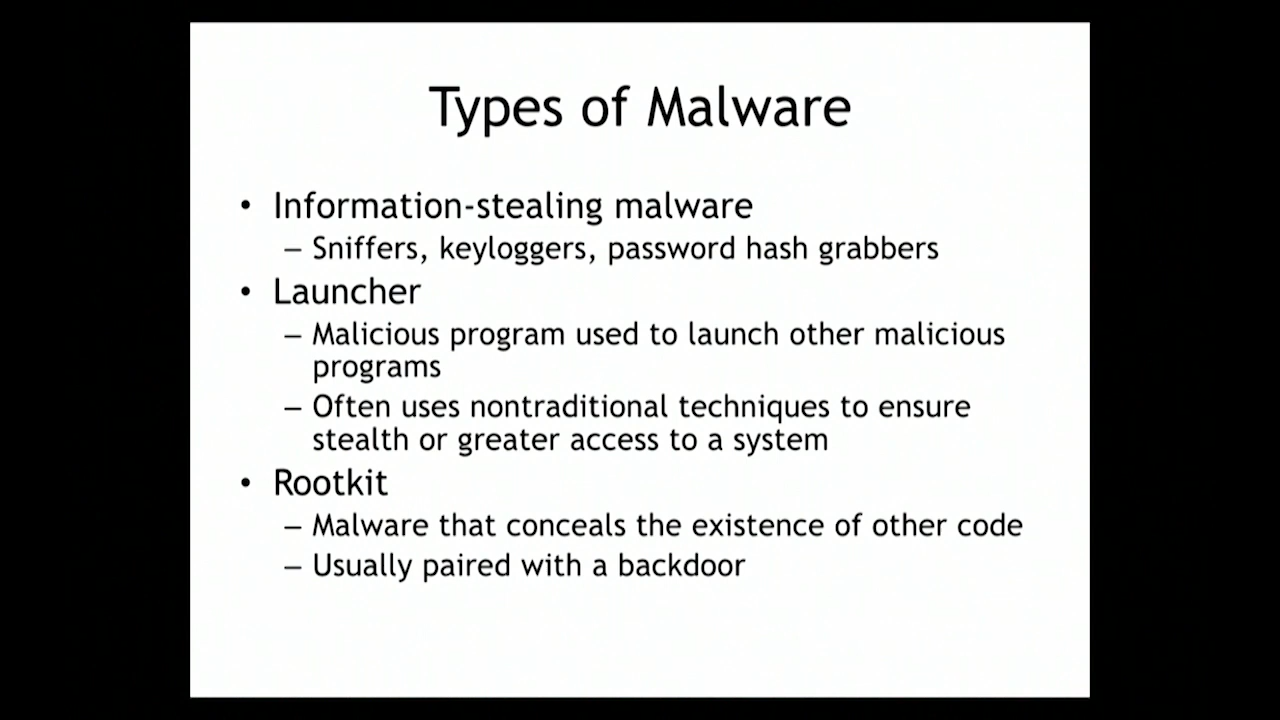 Types of Malware
• Information-stealing malware
– Sniffers, keyloggers, password hash grabbers
• Launcher
– Malicious program used to launch other malicious
programs
– Often uses nontraditional techniques to ensure
stealth or greater access to a system
• Rootkit
– Malware that conceals the existence of other code
– Usually paired with a backdoor